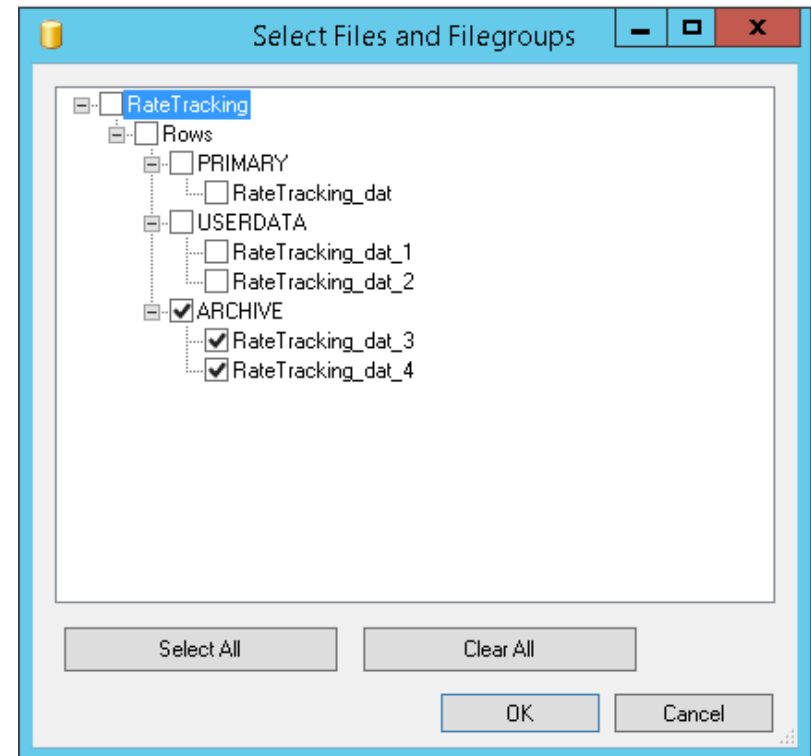 Select Files and Filegroups
RateTracking
Rows
PRIMARY
RateTracking_dat
USERDATA
RateTracking_dat_1
RateTracking_dat_2
ARCHIVE
RateTracking_dat_3
RateTracking_dat_4
Select All Clear All
OK Cancel